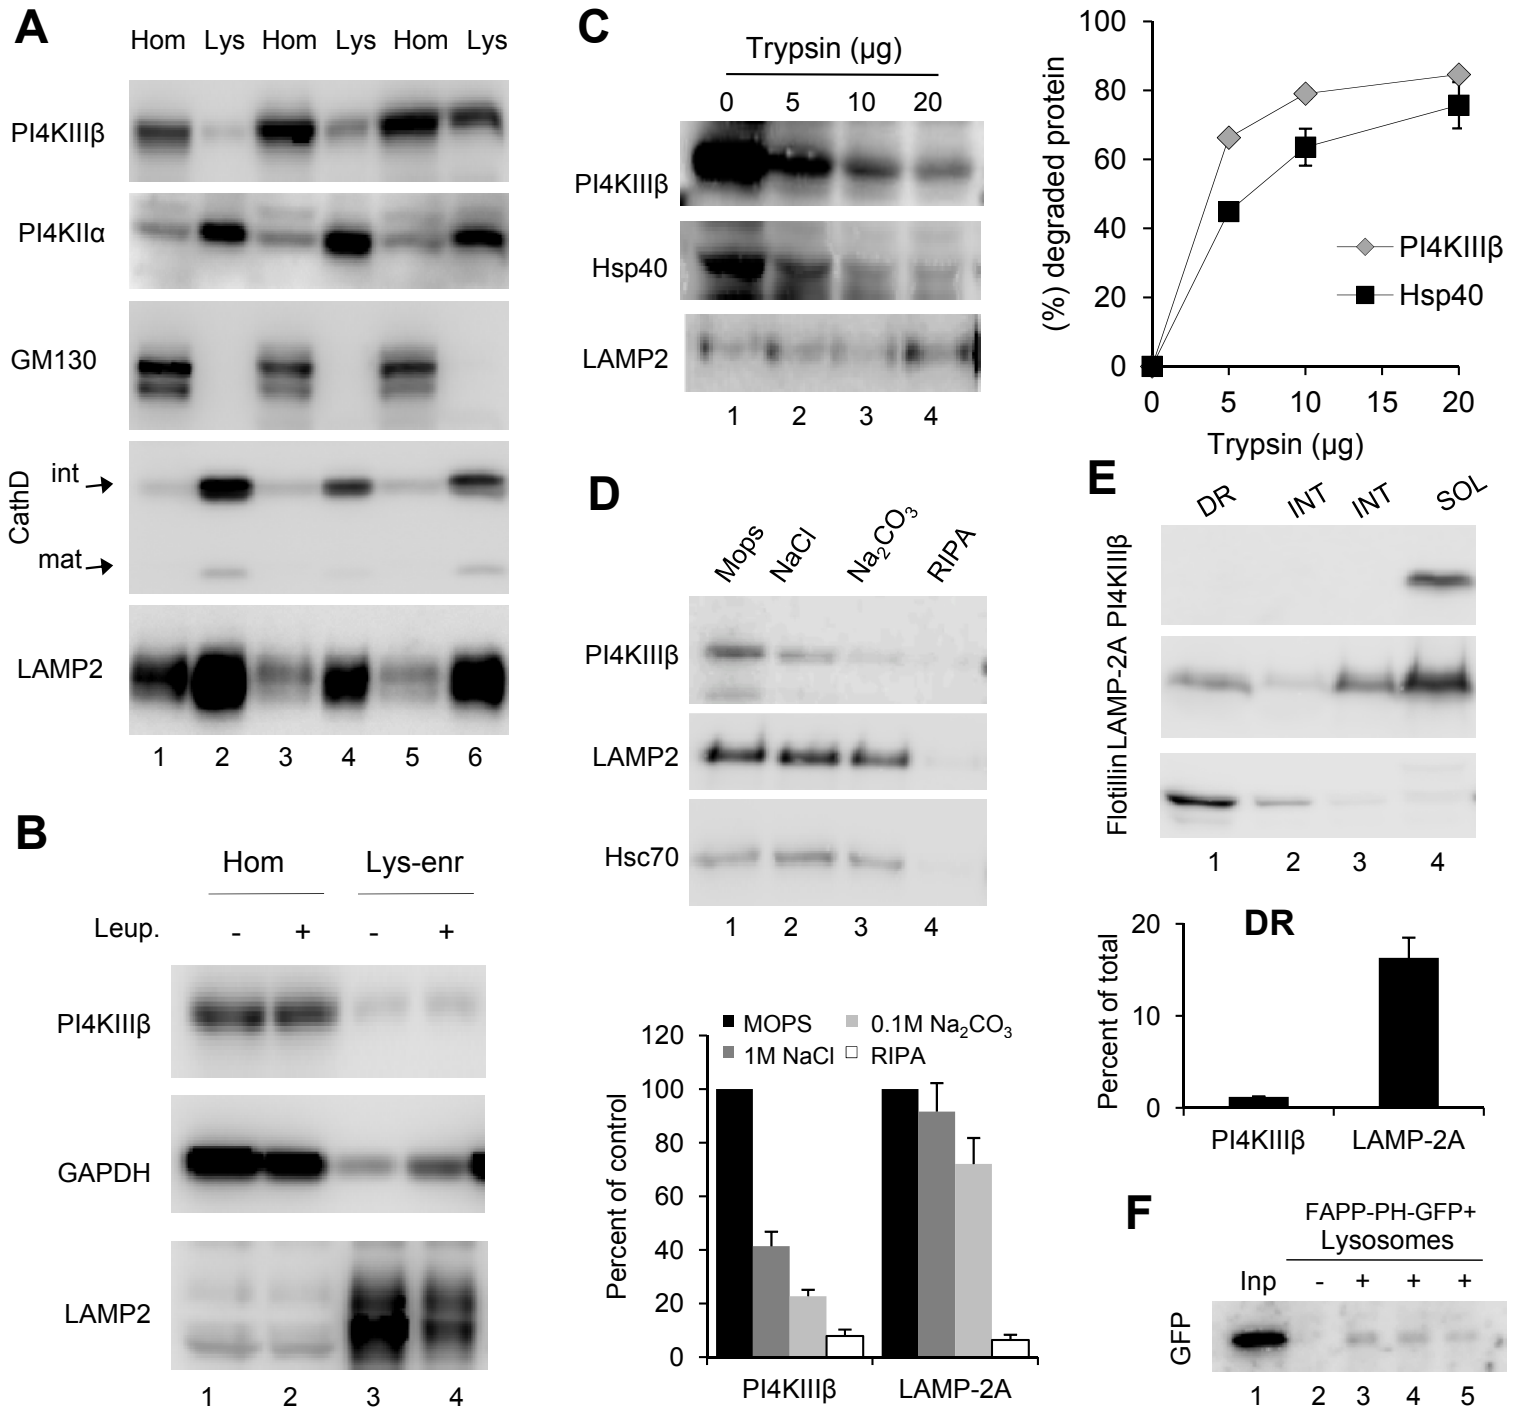 A
Hom Lys Hom Lys Hom Lys
PI4KIIIβ
PI4KIIα
GM130
CathD
int
mat
LAMP2
1 2 3 4 5 6
B
Hom Lys-enr
Leup. - + - +
PI4KIIIβ
GAPDH
LAMP2
1 2 3 4
C
Trypsin (µg)
0 5 10 20
PI4KIIIβ
Hsp40
LAMP2
1 2 3 4
(%) degraded protein
100
80
60
40
20
0
0 5 10 15 20
Trypsin (µg)
PI4KIIIβ
Hsp40
D
Mops NaCl Na₂CO₃ RIPA
PI4KIIIβ
LAMP2
Hsc70
1 2 3 4
MOPS 0.1M Na₂CO₃
1M NaCl RIPA
Percent of control
120
100
80
60
40
20
0
PI4KIIIβ LAMP-2A
E
DR INT INT SOL
Flotillin LAMP-2A PI4KIIIβ
1 2 3 4
DR
Percent of total
20
10
0
PI4KIIIβ LAMP-2A
F
FAPP-PH-GFP+
Lysosomes
Inp - + + +
GFP
1 2 3 4 5